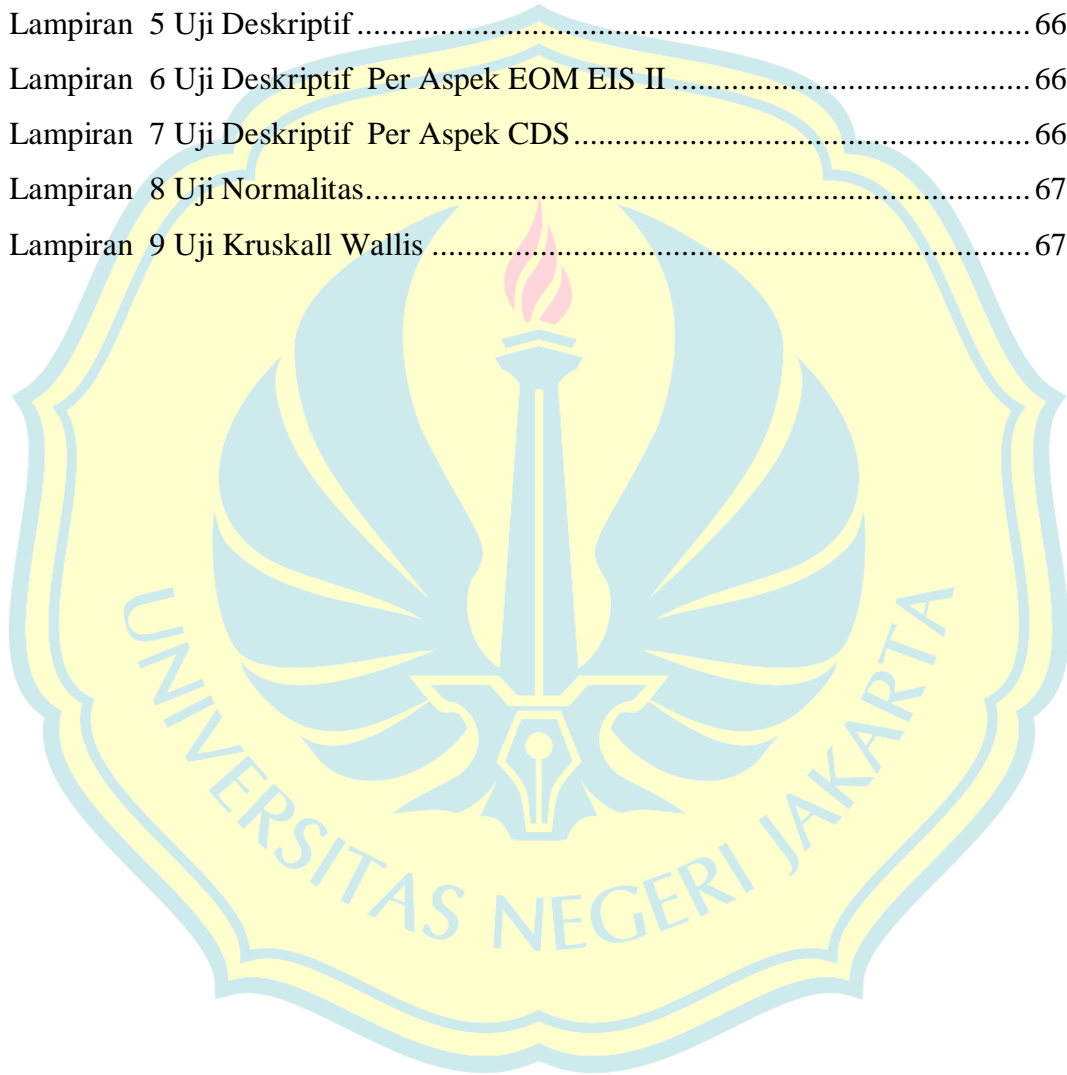 Lampiran  5 Uji Deskriptif ................................................................................... 66
Lampiran  6 Uji Deskriptif  Per Aspek EOM EIS II ............................................ 66
Lampiran  7 Uji Deskriptif  Per Aspek CDS ........................................................ 66
Lampiran  8 Uji Normalitas .................................................................................. 67
Lampiran  9 Uji Kruskall Wallis .......................................................................... 67
UNIVERSITAS NEGERI JAKARTA